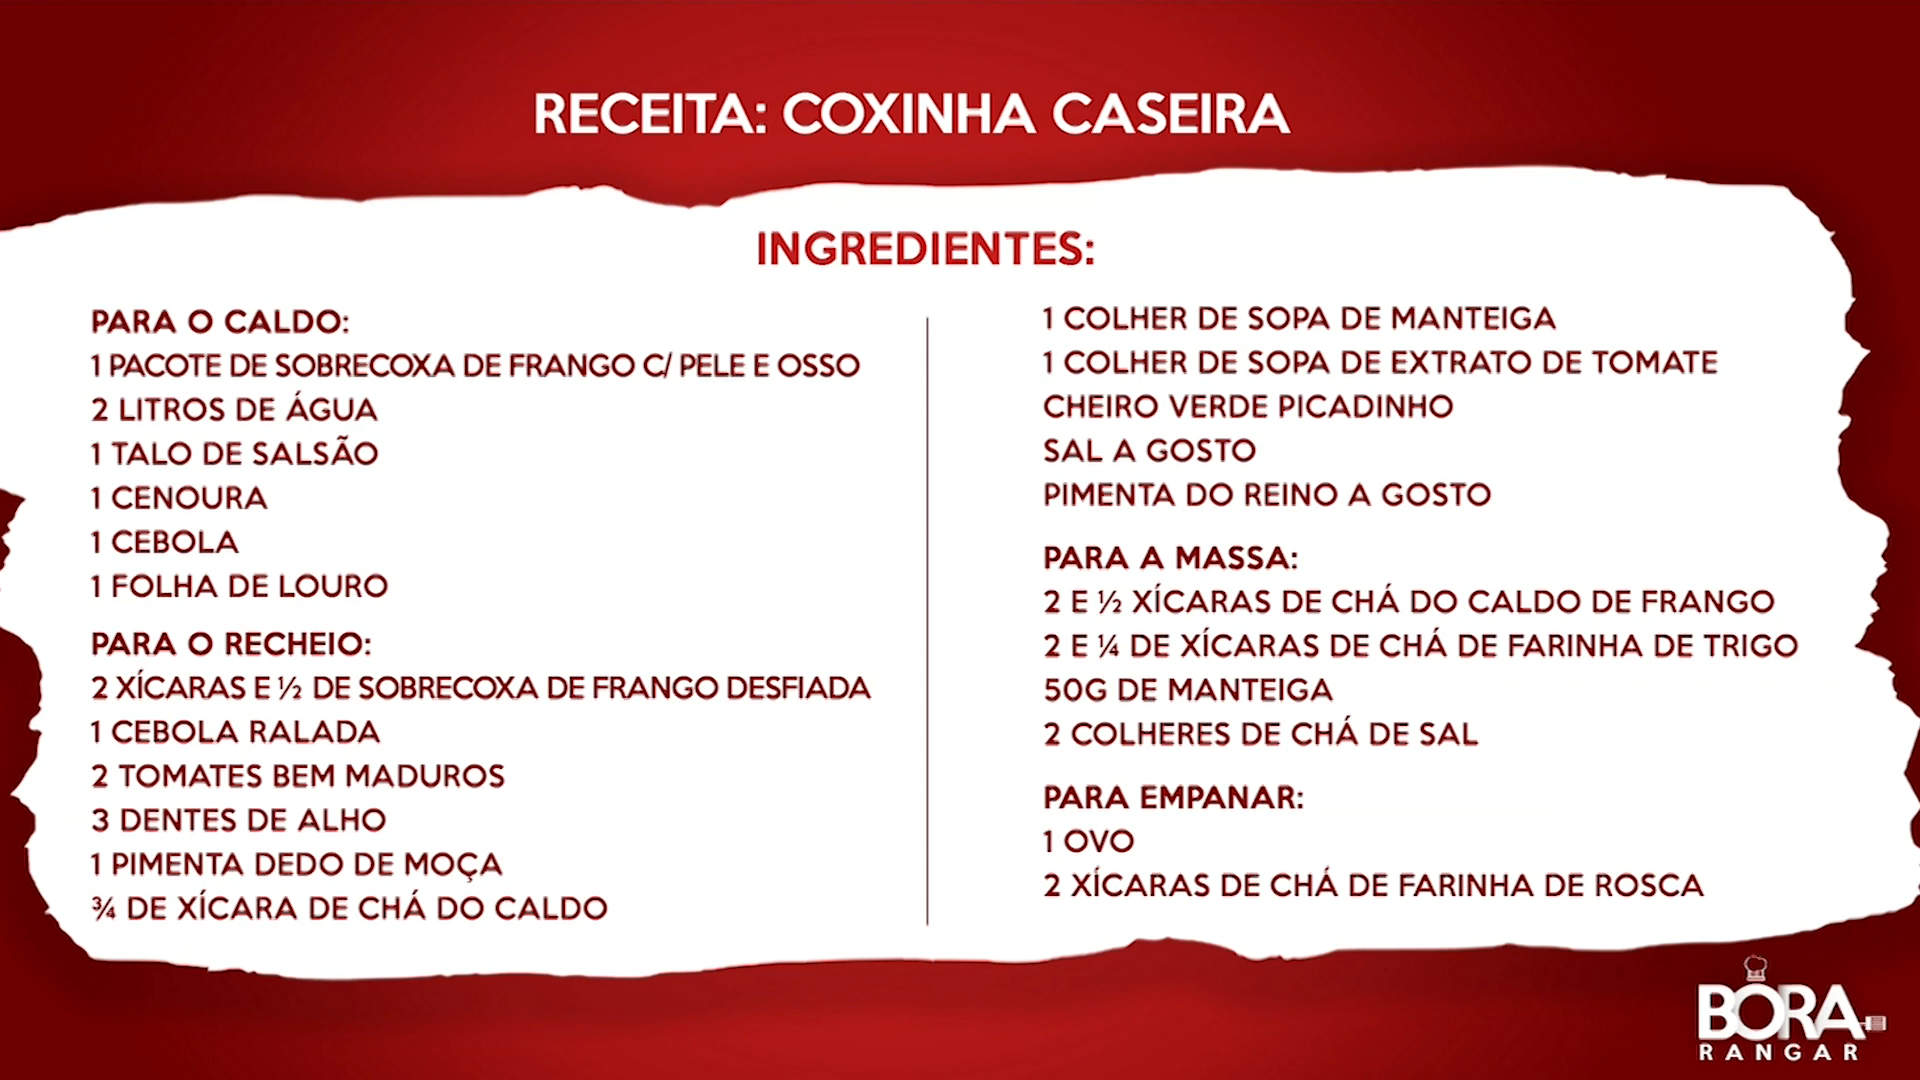 RECEITA: COXINHA CASEIRA
INGREDIENTES:
PARA O CALDO:
1 PACOTE DE SOBRECOXA DE FRANGO C/ PELE E OSSO
2 LITROS DE ÁGUA
1 TALO DE SALSÃO
1 CENOURA
1 CEBOLA
1 FOLHA DE LOURO
PARA O RECHEIO:
2 XÍCARAS E ½ DE SOBRECOXA DE FRANGO DESFIADA
1 CEBOLA RALADA
2 TOMATES BEM MADUROS
3 DENTES DE ALHO
1 PIMENTA DEDO DE MOÇA
¾ DE XÍCARA DE CHÁ DO CALDO
1 COLHER DE SOPA DE MANTEIGA
1 COLHER DE SOPA DE EXTRATO DE TOMATE
CHEIRO VERDE PICADINHO
SAL A GOSTO
PIMENTA DO REINO A GOSTO
PARA A MASSA:
2 E ½ XÍCARAS DE CHÁ DO CALDO DE FRANGO
2 E ¼ DE XÍCARAS DE CHÁ DE FARINHA DE TRIGO
50G DE MANTEIGA
2 COLHERES DE CHÁ DE SAL
PARA EMPANAR:
1 OVO
2 XÍCARAS DE CHÁ DE FARINHA DE ROSCA
BORA
RANGAR